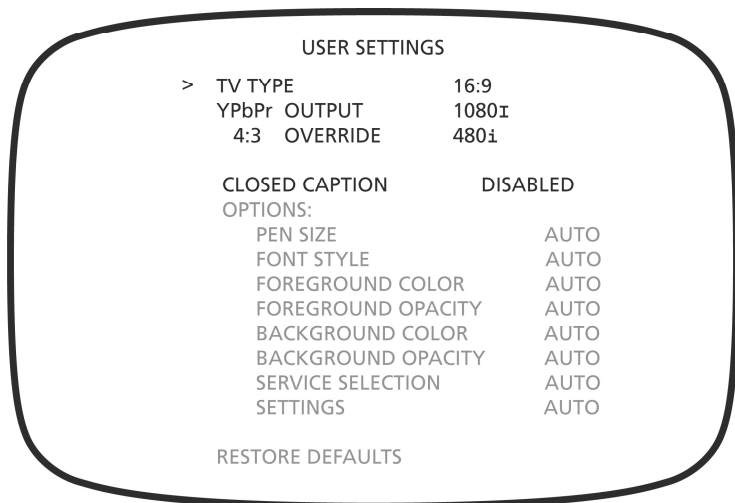 USER SETTINGS
> TV TYPE 16:9
YPbPr OUTPUT 1080I
4:3 OVERRIDE 480i
CLOSED CAPTION DISABLED
OPTIONS:
PEN SIZE AUTO
FONT STYLE AUTO
FOREGROUND COLOR AUTO
FOREGROUND OPACITY AUTO
BACKGROUND COLOR AUTO
BACKGROUND OPACITY AUTO
SERVICE SELECTION AUTO
SETTINGS AUTO
RESTORE DEFAULTS